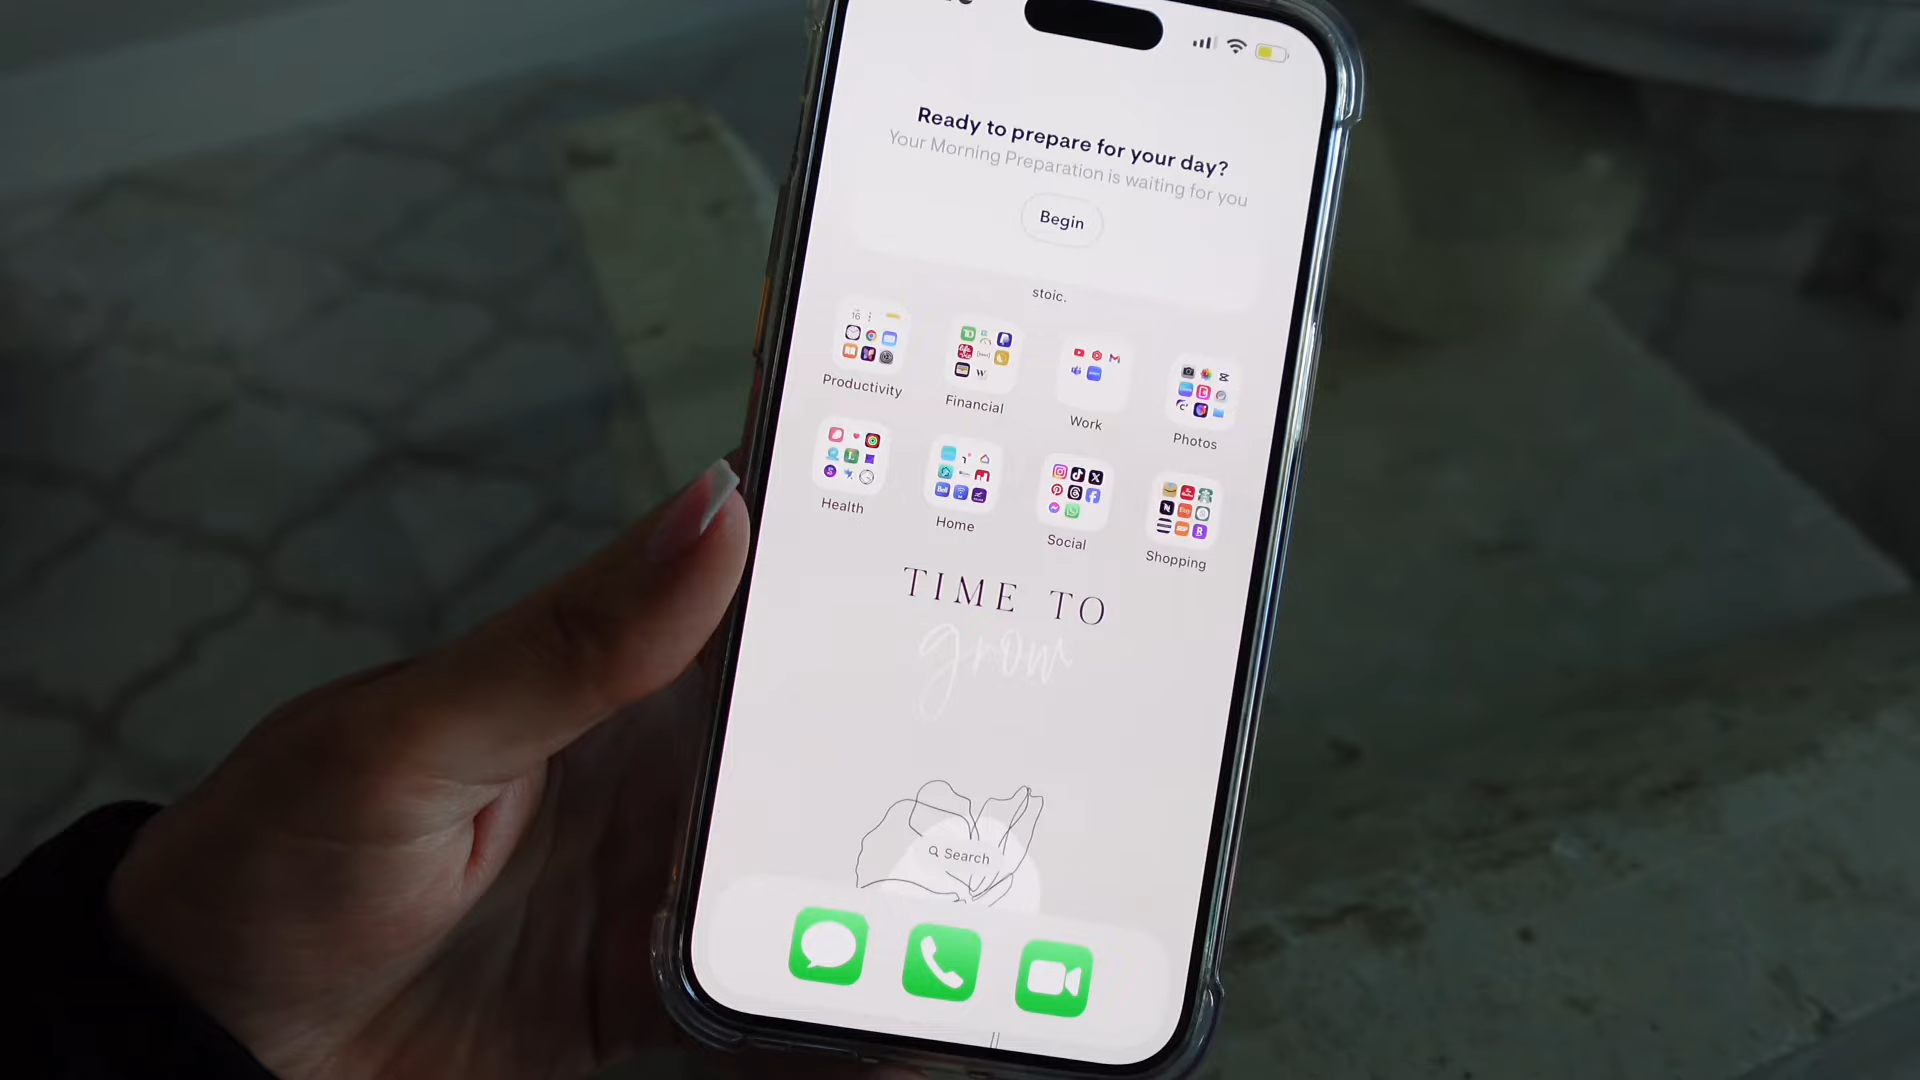 Ready to prepare for your day?
Your Morning Preparation is waiting for you
Begin
stoic.
16
Productivity
Financial
Work
Photos
Health
Home
Social
Shopping
TIME TO
grow
Search